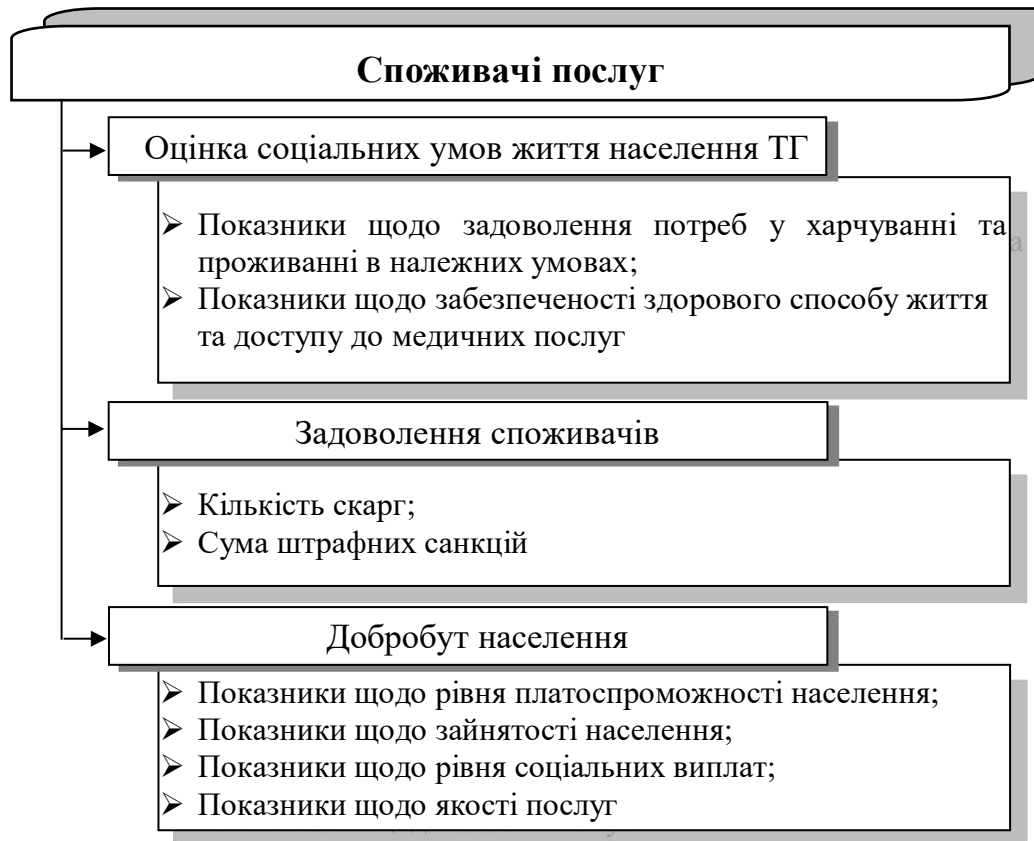 Споживачі послуг
Оцінка соціальних умов життя населення ТГ
➢ Показники щодо задоволення потреб у харчуванні та
проживанні в належних умовах;
➢ Показники щодо забезпеченості здорового способу життя
та доступу до медичних послуг
Задоволення споживачів
➢ Кількість скарг;
➢ Сума штрафних санкцій
Добробут населення
➢ Показники щодо рівня платоспроможності населення;
➢ Показники щодо зайнятості населення;
➢ Показники щодо рівня соціальних виплат;
➢ Показники щодо якості послуг